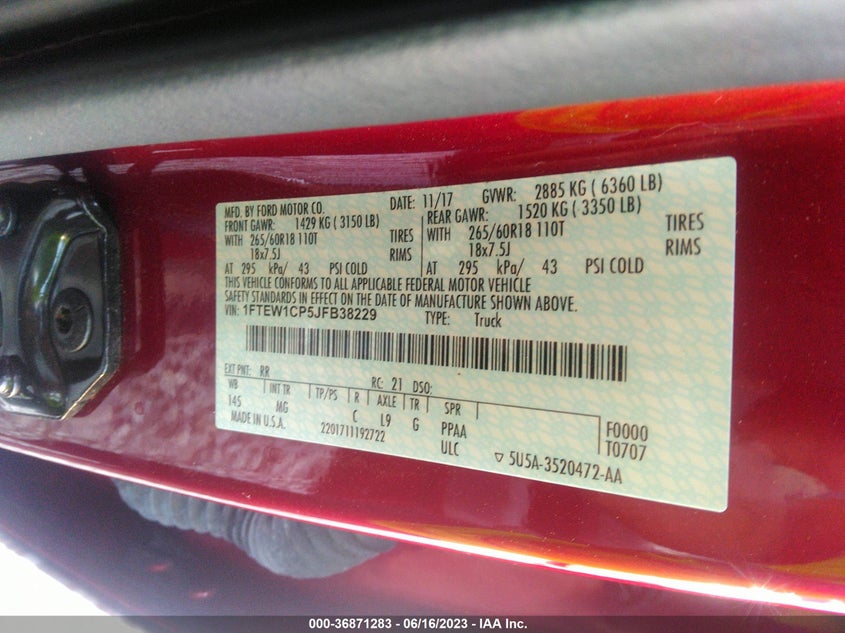 MFD. BY FORD MOTOR CO. DATE: 11/17 GVWR: 2885 KG ( 6360 LB)
FRONT GAWR: 1429 KG ( 3150 LB) REAR GAWR: 1520 KG ( 3350 LB)
WITH 265/60R18 110T TIRES WITH 265/60R18 110T TIRES
18x7.5J RIMS 18x7.5J RIMS
AT 295 kPa/ 43 PSI COLD AT 295 kPa/ 43 PSI COLD
THIS VEHICLE CONFORMS TO ALL APPLICABLE FEDERAL MOTOR VEHICLE
SAFETY STANDARDS IN EFFECT ON THE DATE OF MANUFACTURE SHOWN ABOVE.
VIN: 1FTEW1CP5JFB38229 TYPE: Truck
EXT PNT: RR RC: 21 DSO:
WB INT TR TP/PS R AXLE TR SPR
145 MG C L9 G PPAA F0000
MADE IN U.S.A. 2201711192722 ULC T0707
▽ 5U5A-3520472-AA
000-36871283 - 06/16/2023 - IAA Inc.